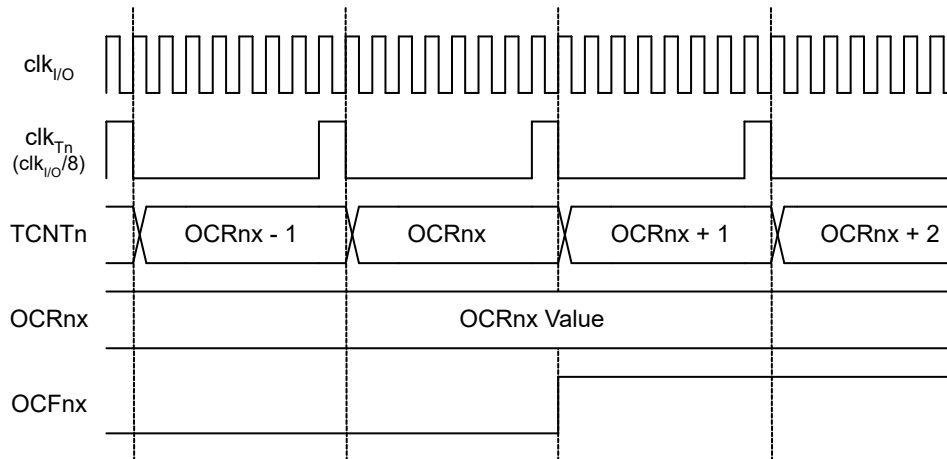 clkI/O
clkTn
(clkI/O/8)
TCNTn OCRnx - 1 OCRnx OCRnx + 1 OCRnx + 2
OCRnx OCRnx Value
OCFnx